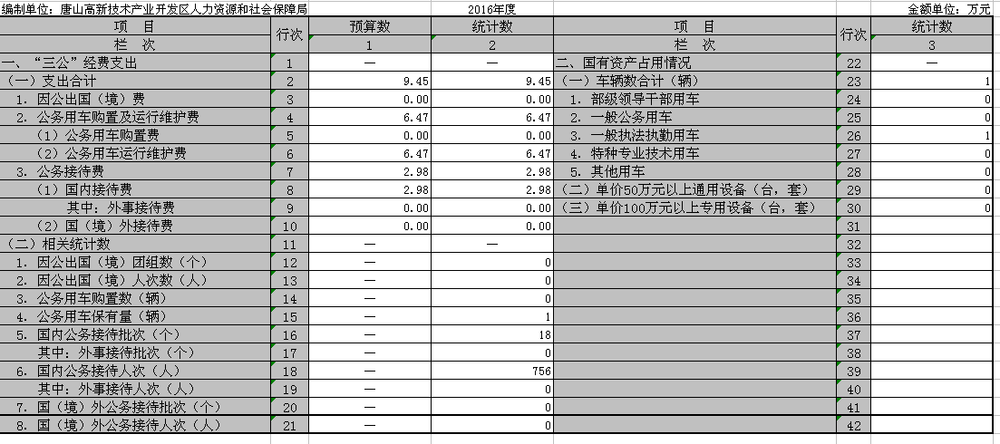 编制单位：唐山高新技术产业开发区人力资源和社会保障局 2016年度 金额单位：万元
项 目 行次 预算数 统计数 项 目 行次 统计数
栏 次 1 2 栏 次 3
一、“三公”经费支出 1 — — 二、国有资产占用情况 22 —
（一）支出合计 2 9.45 9.45 （一）车辆数合计（辆） 23 1
1. 因公出国（境）费 3 0.00 0.00 1. 部级领导干部用车 24 0
2. 公务用车购置及运行维护费 4 6.47 6.47 2. 一般公务用车 25 0
（1）公务用车购置费 5 0.00 0.00 3. 一般执法执勤用车 26 1
（2）公务用车运行维护费 6 6.47 6.47 4. 特种专业技术用车 27 0
3. 公务接待费 7 2.98 2.98 5. 其他用车 28 0
（1）国内接待费 8 2.98 2.98 （二）单价50万元以上通用设备（台，套） 29 0
其中：外事接待费 9 0.00 0.00 （三）单价100万元以上专用设备（台，套） 30 0
（2）国（境）外接待费 10 0.00 0.00 31
（二）相关统计数 11 — — 32
1. 因公出国（境）团组数（个） 12 — 0 33
2. 因公出国（境）人次数（人） 13 — 0 34
3. 公务用车购置数（辆） 14 — 0 35
4. 公务用车保有量（辆） 15 — 1 36
5. 国内公务接待批次（个） 16 — 18 37
其中：外事接待批次（个） 17 — 0 38
6. 国内公务接待人次（人） 18 — 756 39
其中：外事接待人次（人） 19 — 0 40
7. 国（境）外公务接待批次（个） 20 — 0 41
8. 国（境）外公务接待人次（人） 21 — 0 42